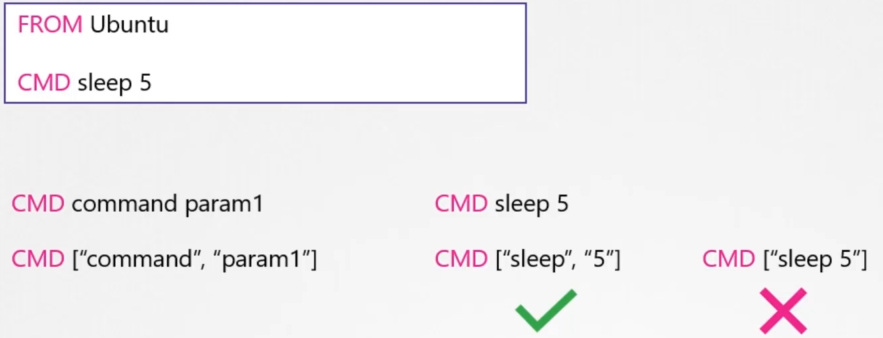 FROM Ubuntu
CMD sleep 5
CMD command param1
CMD sleep 5
CMD [“command”, “param1”]
CMD [“sleep”, “5”]
CMD [“sleep 5”]